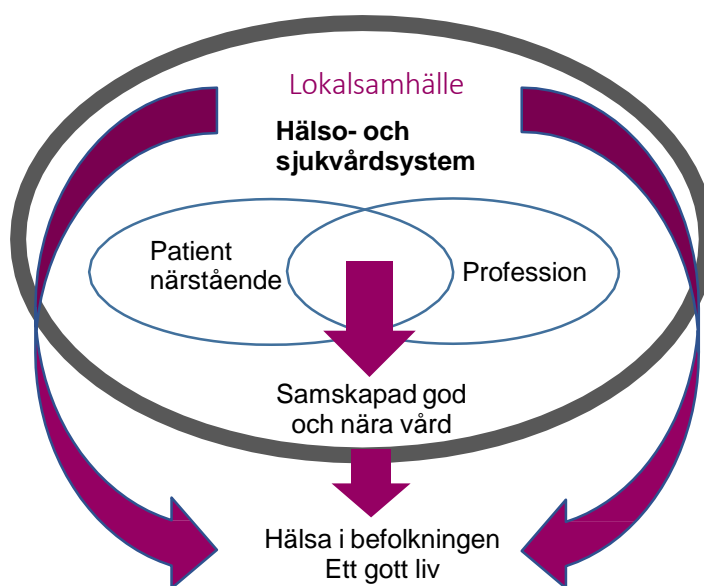 Lokalsamhälle
Hälso- och
sjukvårdsystem
Patient
närstående
Profession
Samskapad god
och nära vård
Hälsa i befolkningen
Ett gott liv